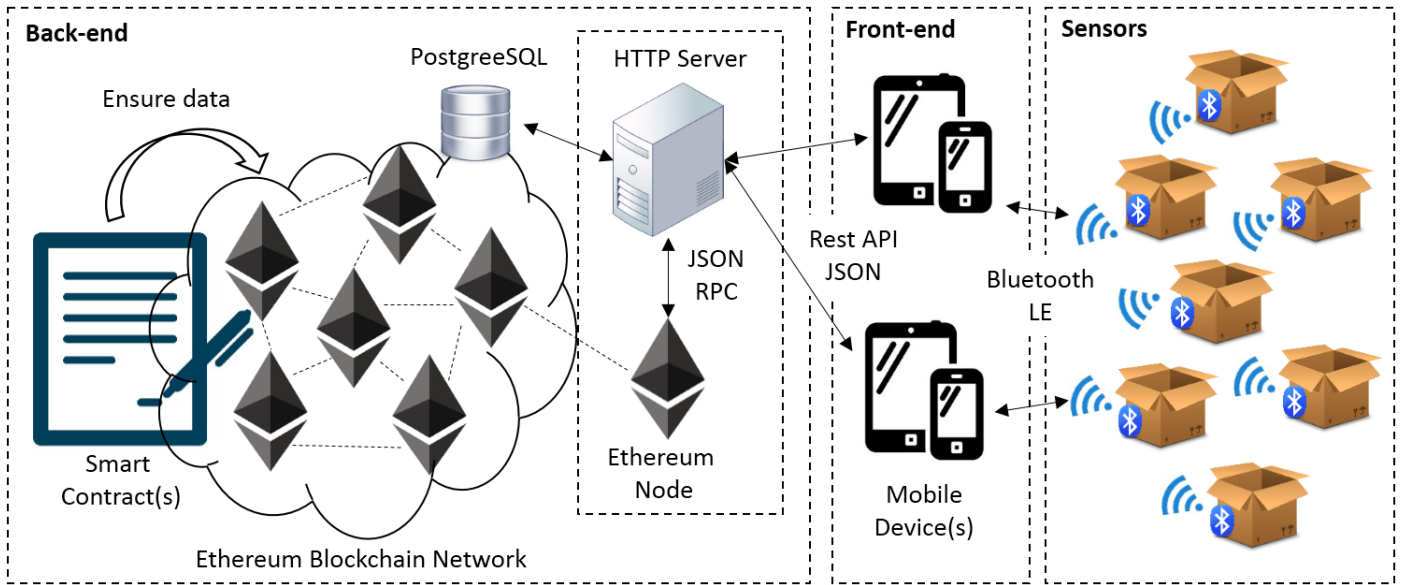 Back-end
Ensure data
PostgreeSQL
HTTP Server
JSON
RPC
Smart
Contract(s)
Ethereum
Node
Ethereum Blockchain Network
Front-end
Rest API
JSON
Mobile
Device(s)
Bluetooth
LE
Sensors